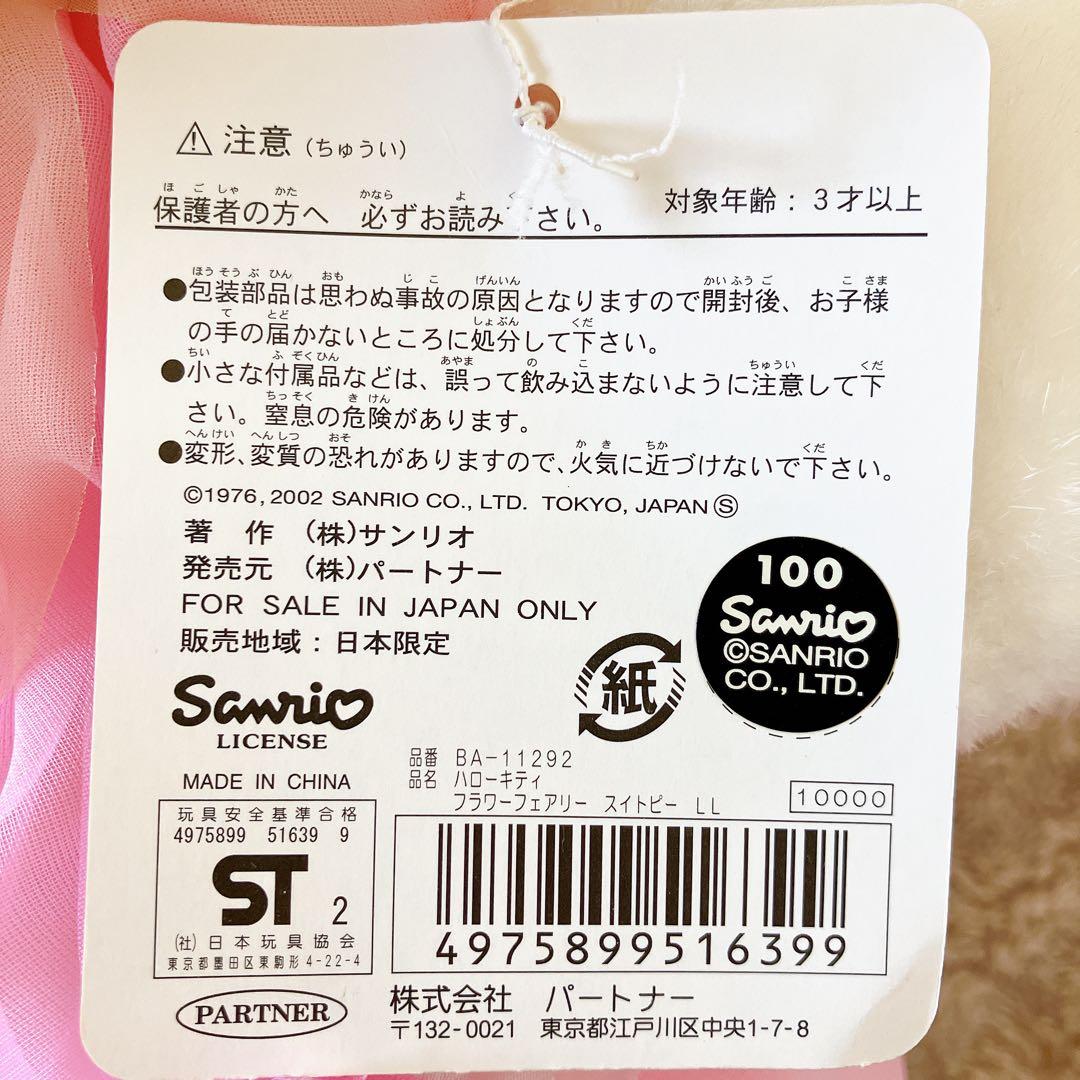 ⚠ 注意（ちゅうい）
保護者の方へ 必ずお読み下さい。 対象年齢：3才以上
●包装部品は思わぬ事故の原因となりますので開封後、お子様
の手の届かないところに処分して下さい。
●小さな付属品などは、誤って飲み込まないように注意して下
さい。窒息の危険があります。
●変形、変質の恐れがありますので、火気に近づけないで下さい。
©1976, 2002 SANRIO CO., LTD. TOKYO, JAPAN Ⓢ
著 作 （株）サンリオ
発売元 （株）パートナー
FOR SALE IN JAPAN ONLY
販売地域：日本限定
100
Sanrio
©SANRIO
CO., LTD.
紙
Sanrio
LICENSE
MADE IN CHINA
品番 BA-11292
品名 ハローキティ
フラワーフェアリー スイトピー LL
10000
玩具安全基準合格
4975899 51639 9
ST 2
（社）日本玩具協会
東京都墨田区東駒形4-22-4
4975899516399
PARTNER
株式会社 パートナー
〒132-0021 東京都江戸川区中央1-7-8